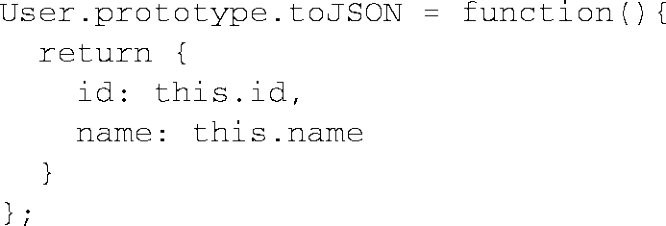 User.prototype.toJSON = function(){
  return {
    id: this.id,
    name: this.name
  }
};